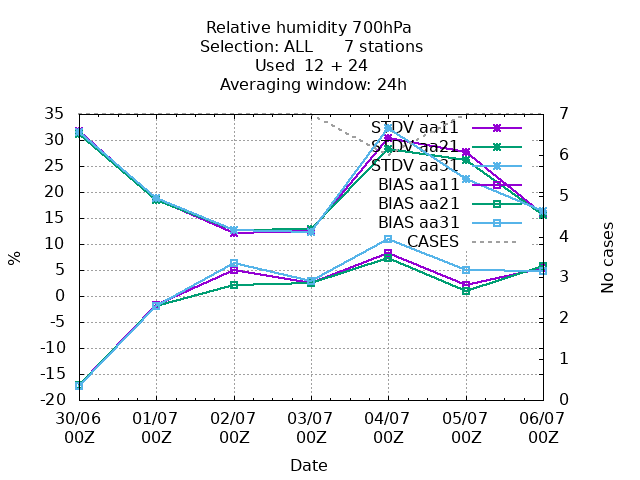 Relative humidity 700hPa
Selection: ALL 7 stations
Used 12 + 24
Averaging window: 24h
35
30
25
20
15
10
5
0
-5
-10
-15
-20
%
7
6
5
4
3
2
1
0
No cases
STDV aa11
STDV aa21
STDV aa31
BIAS aa11
BIAS aa21
BIAS aa31
CASES
30/06 01/07 02/07 03/07 04/07 05/07 06/07
00Z 00Z 00Z 00Z 00Z 00Z 00Z
Date